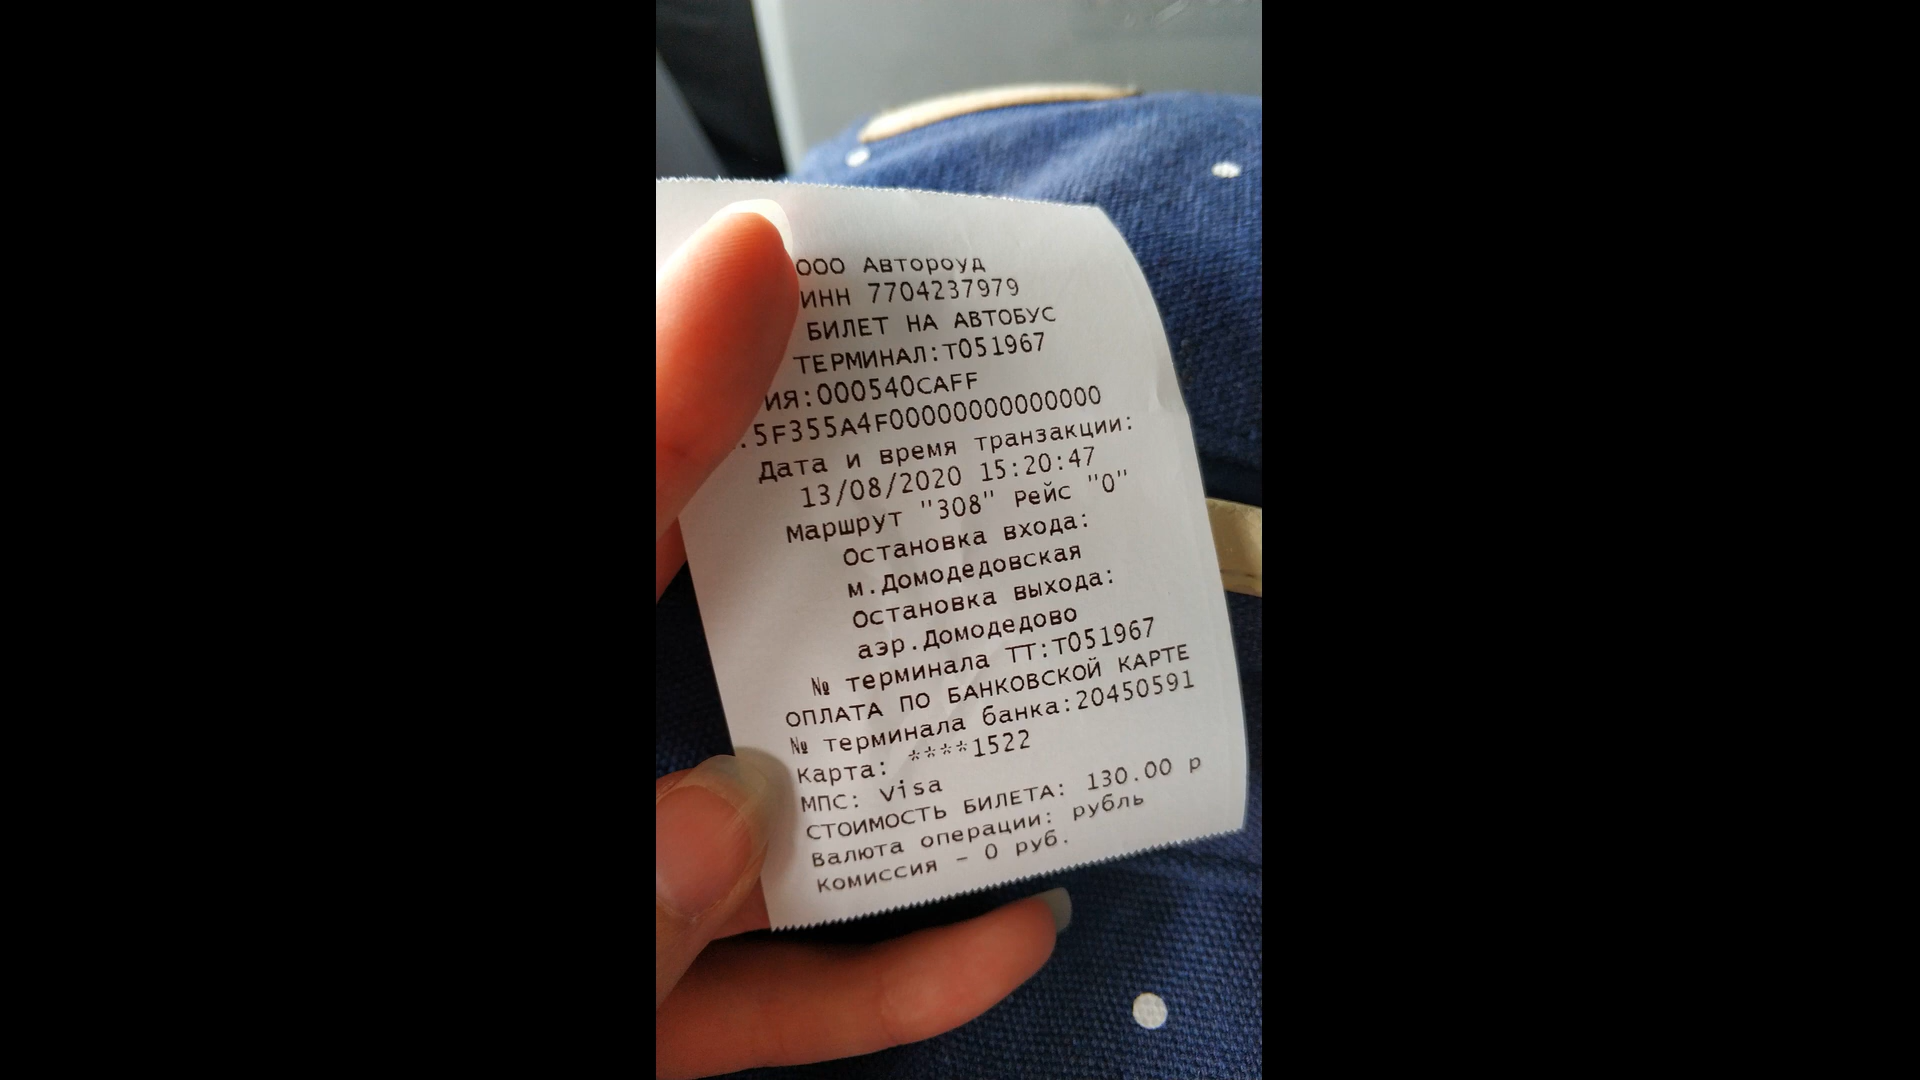 ООО Автороуд
ИНН 7704237979
БИЛЕТ НА АВТОБУС
ТЕРМИНАЛ:T051967
ИЯ:000540CAFF
.5F355A4F00000000000000
Дата и время транзакции:
13/08/2020 15:20:47
Маршрут "308" Рейс "0"
Остановка входа:
м.Домодедовская
Остановка выхода:
аэр.Домодедово
№ терминала ТТ:T051967
ОПЛАТА ПО БАНКОВСКОЙ КАРТЕ
№ терминала банка:20450591
Карта: ****1522
МПС: Visa
СТОИМОСТЬ БИЛЕТА: 130.00 р
Валюта операции: рубль
Комиссия - 0 руб.